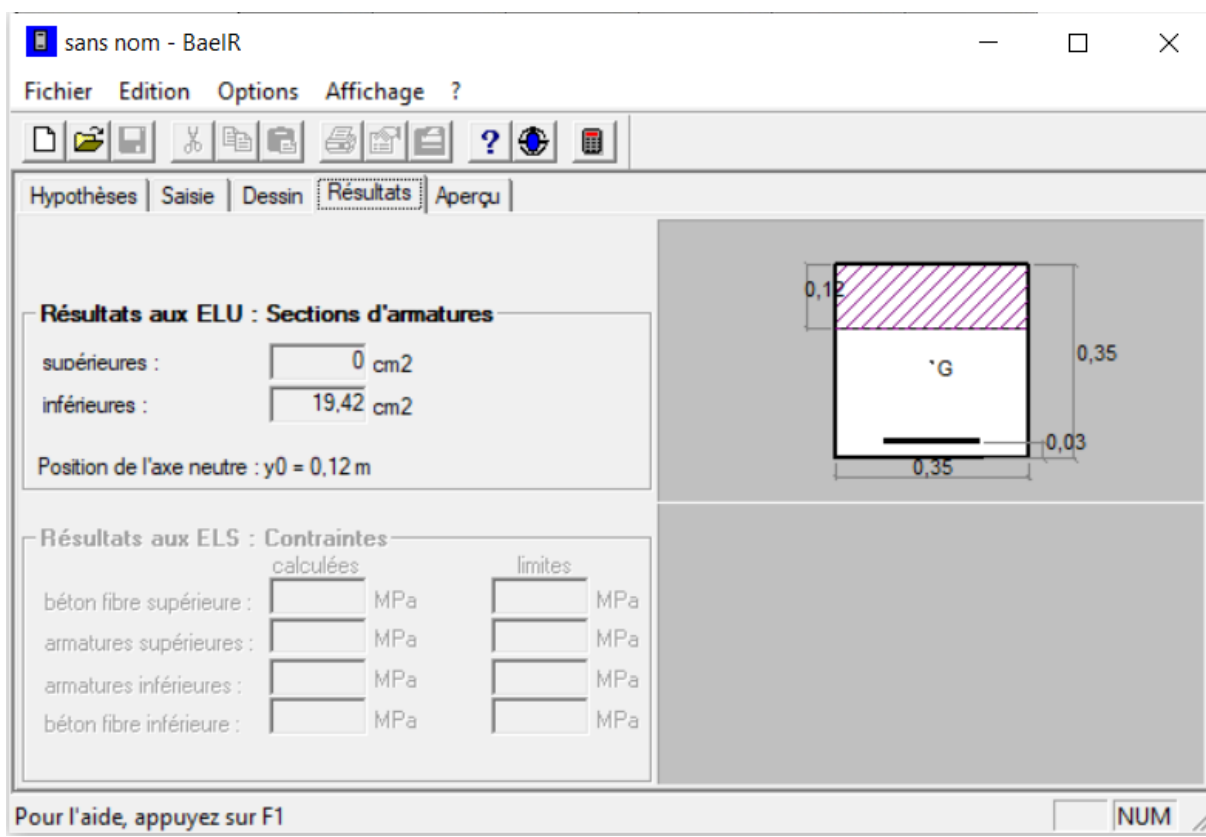 sans nom - BaelR
Fichier Edition Options Affichage ?
Hypothèses Saisie Dessin Résultats Aperçu
Résultats aux ELU : Sections d'armatures
supérieures : 0 cm2
inférieures : 19,42 cm2
Position de l'axe neutre : y0 = 0,12 m
0,12
0,35
G
0,03
0,35
Résultats aux ELS : Contraintes
calculées limites
béton fibre supérieure : MPa MPa
armatures supérieures : MPa MPa
armatures inférieures : MPa MPa
béton fibre inférieure : MPa MPa
Pour l'aide, appuyez sur F1
NUM